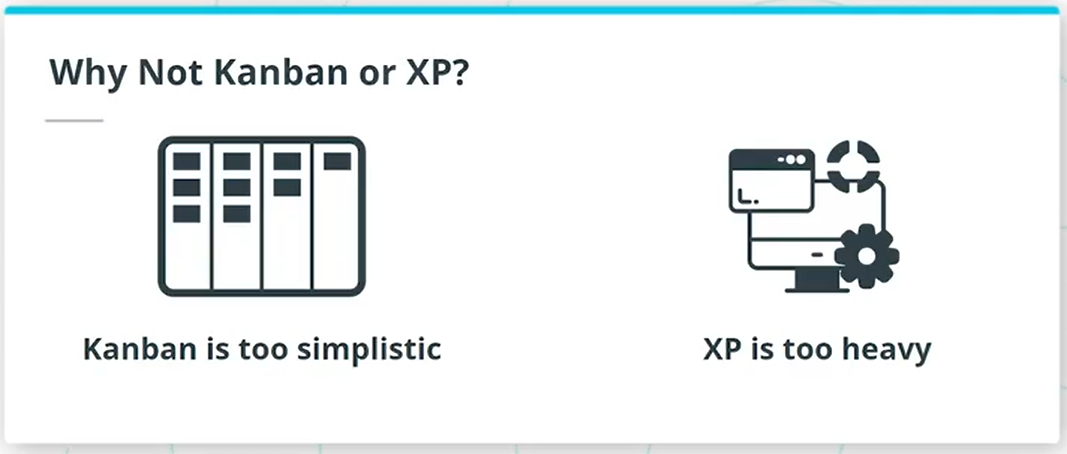 Why Not Kanban or XP?
Kanban is too simplistic
XP is too heavy